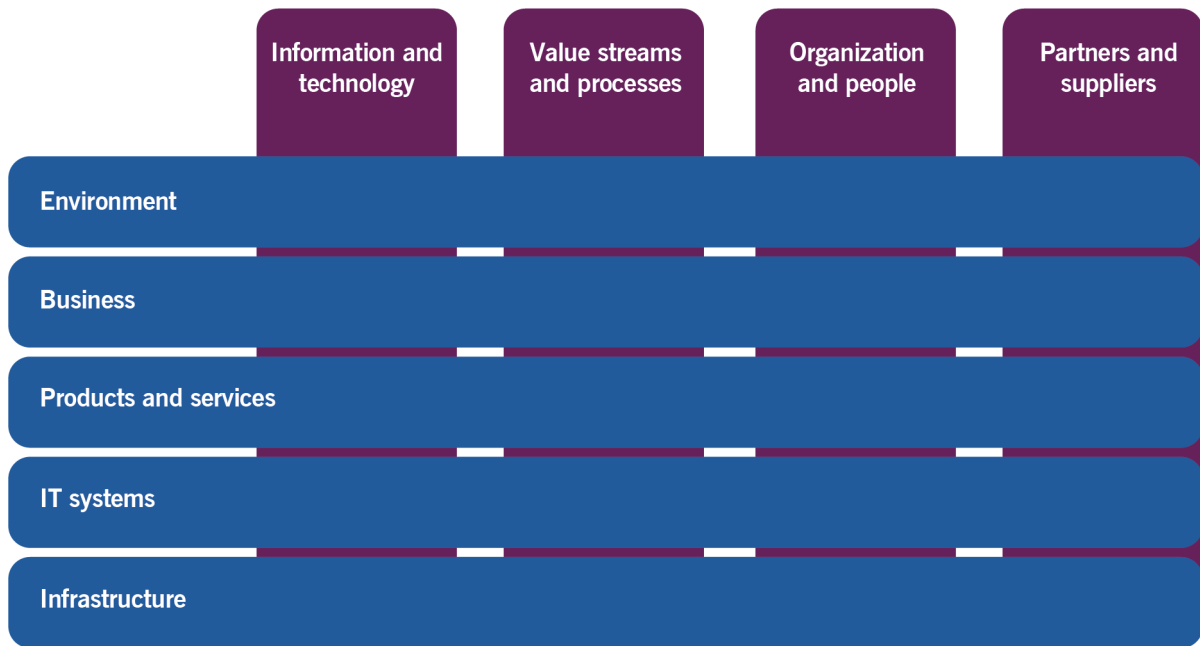 Information and
technology
Value streams
and processes
Organization
and people
Partners and
suppliers
Environment
Business
Products and services
IT systems
Infrastructure